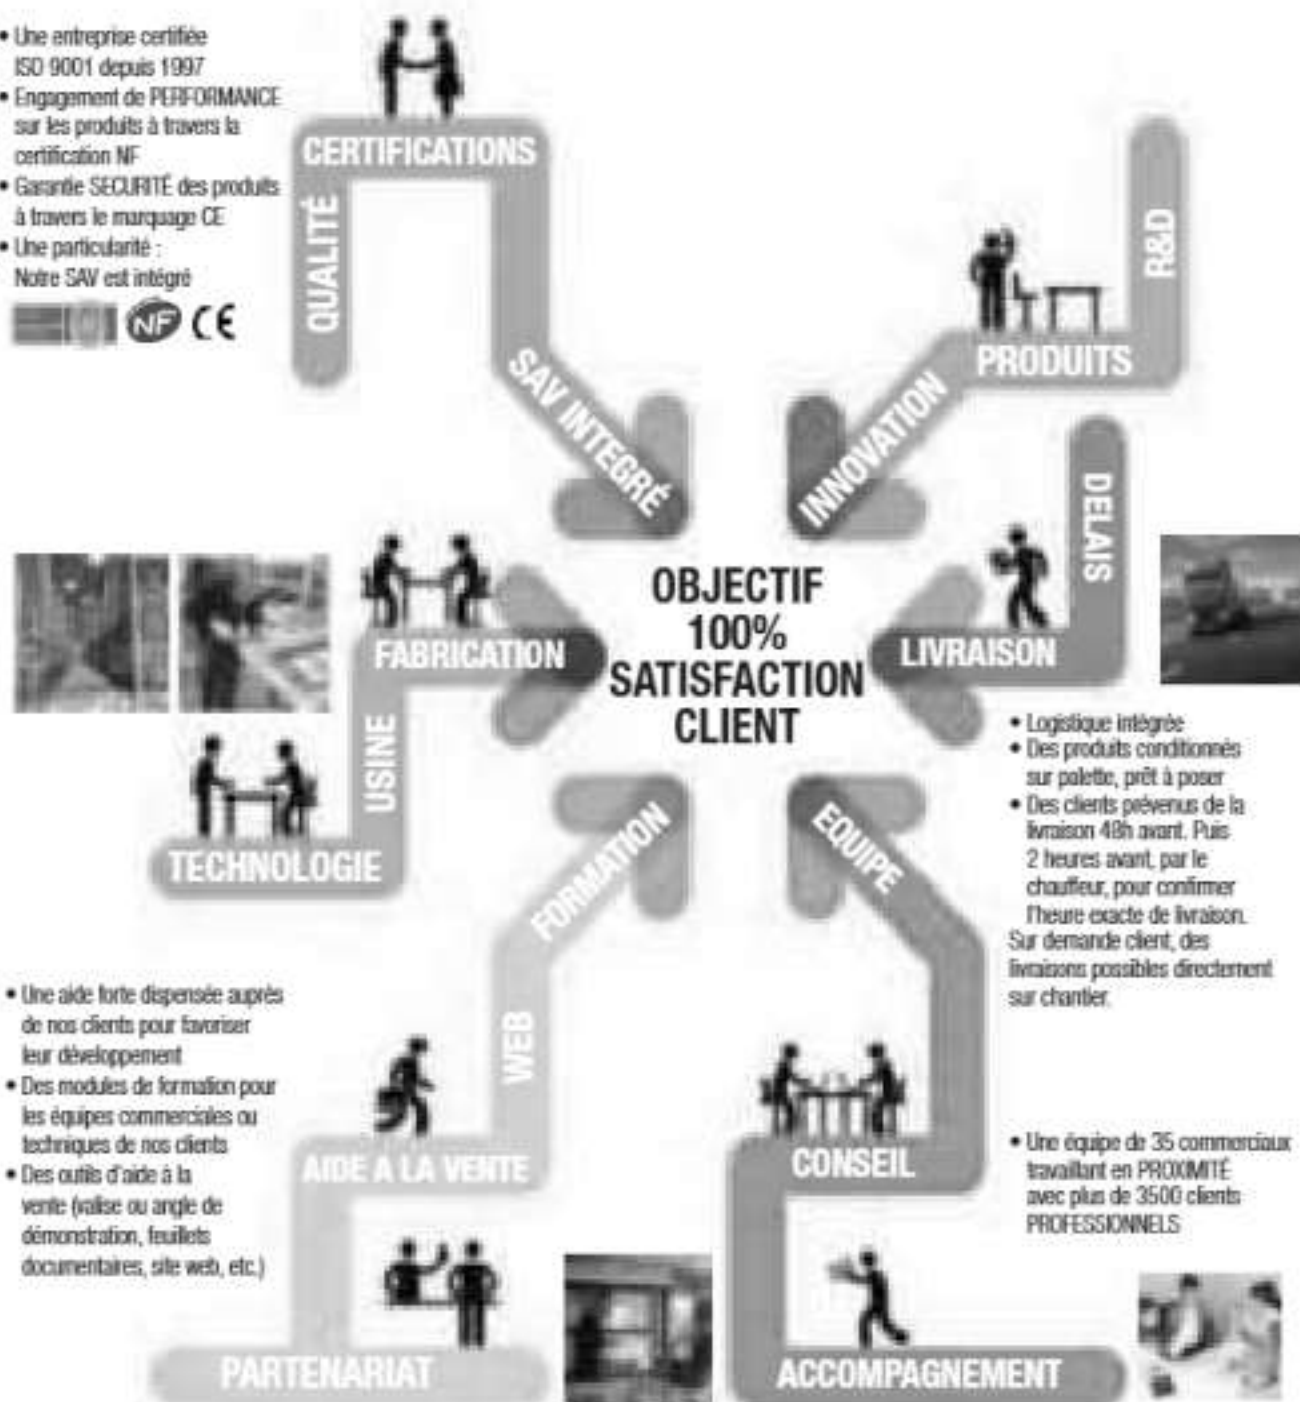 • Une entreprise certifiée
ISO 9001 depuis 1997
• Engagement de PERFORMANCE
sur les produits à travers la
certification NF
• Garantie SECURITÉ des produits
à travers le marquage CE
• Une particularité :
Notre SAV est intégré
NF CE
CERTIFICATIONS
QUALITÉ
SAV INTEGRÉ
R&D
PRODUITS
INNOVATION
DELAIS
LIVRAISON
OBJECTIF
100%
SATISFACTION
CLIENT
FABRICATION
USINE
TECHNOLOGIE
• Logistique intégrée
• Des produits conditionnés
sur palette, prêt à poser
• Des clients prévenus de la
livraison 48h avant. Puis
2 heures avant, par le
chauffeur, pour confirmer
l'heure exacte de livraison.
Sur demande client, des
livraisons possibles directement
sur chantier.
FORMATION
WEB
AIDE A LA VENTE
PARTENARIAT
• Une aide forte dispensée auprès
de nos clients pour favoriser
leur développement
• Des modules de formation pour
les équipes commerciales ou
techniques de nos clients
• Des outils d'aide à la
vente (valise ou angle de
démonstration, feuillets
documentaires, site web, etc.)
EQUIPE
CONSEIL
ACCOMPAGNEMENT
• Une équipe de 35 commerciaux
travaillant en PROXIMITÉ
avec plus de 3500 clients
PROFESSIONNELS